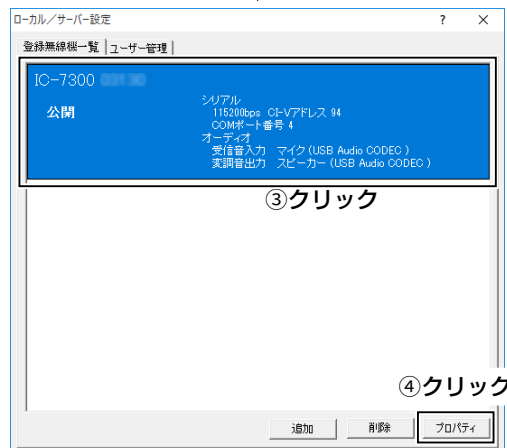 ローカル／サーバー設定 ? ×
登録無線機一覧 ユーザー管理
IC-7300
公開
シリアル
115200bps CI-Vアドレス 94
COMポート番号 4
オーディオ
受信音入力 マイク (USB Audio CODEC )
変調音出力 スピーカー (USB Audio CODEC )
③クリック
④クリック
追加 削除 プロパティ